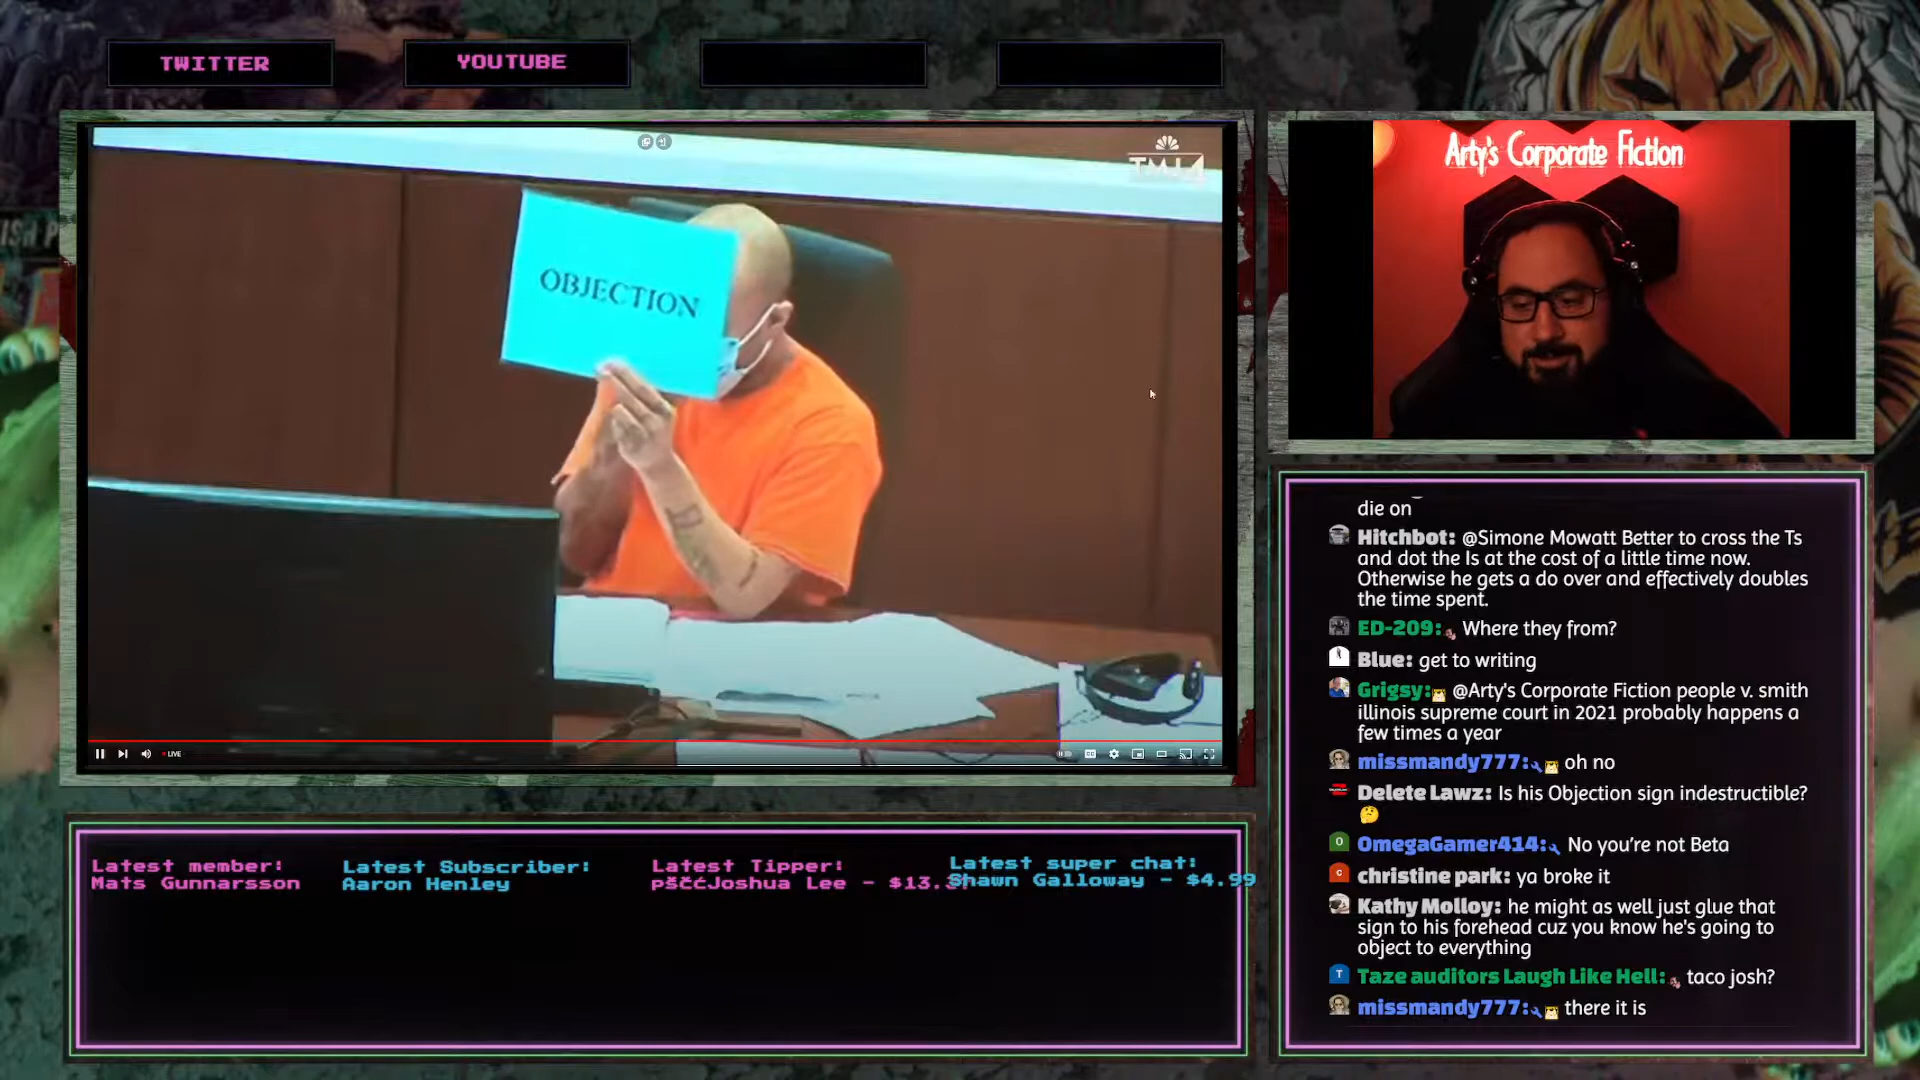 TWITTER
YOUTUBE
TMJ4
OBJECTION
LIVE
Arty's Corporate Fiction
die on
Hitchbot: @Simone Mowatt Better to cross the Ts
and dot the Is at the cost of a little time now.
Otherwise he gets a do over and effectively doubles
the time spent.
ED-209: Where they from?
Blue: get to writing
Grigsy: @Arty's Corporate Fiction people v. smith
illinois supreme court in 2021 probably happens a
few times a year
missmandy777: oh no
Delete Lawz: Is his Objection sign indestructible?
🤔
OmegaGamer414: No you're not Beta
christine park: ya broke it
Kathy Molloy: he might as well just glue that
sign to his forehead cuz you know he's going to
object to everything
Taze auditors Laugh Like Hell: taco josh?
missmandy777: there it is
Latest member:
Mats Gunnarsson
Latest Subscriber:
Aaron Henley
Latest Tipper:
pščćJoshua Lee - $13.
Latest super chat:
Shawn Galloway - $4.99